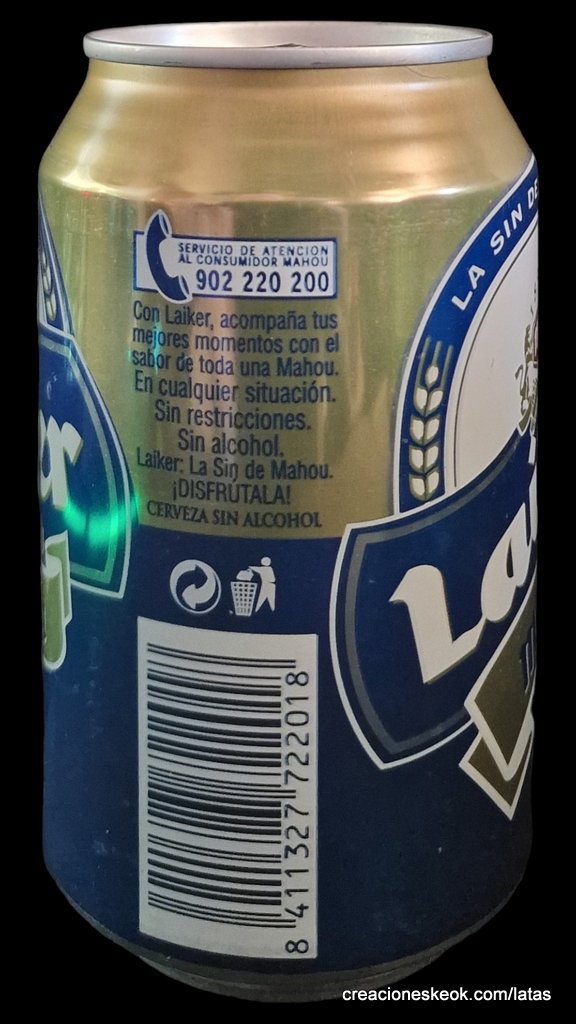 SERVICIO DE ATENCION
AL CONSUMIDOR MAHOU
902 220 200
Con Laiker, acompaña tus
mejores momentos con el
sabor de toda una Mahou.
En cualquier situación.
Sin restricciones.
Sin alcohol.
Laiker: La Sin de Mahou.
¡DISFRUTALA!
CERVEZA SIN ALCOHOL
LA SIN DE
Lai
8 411327 722018
creacioneskeok.com/latas